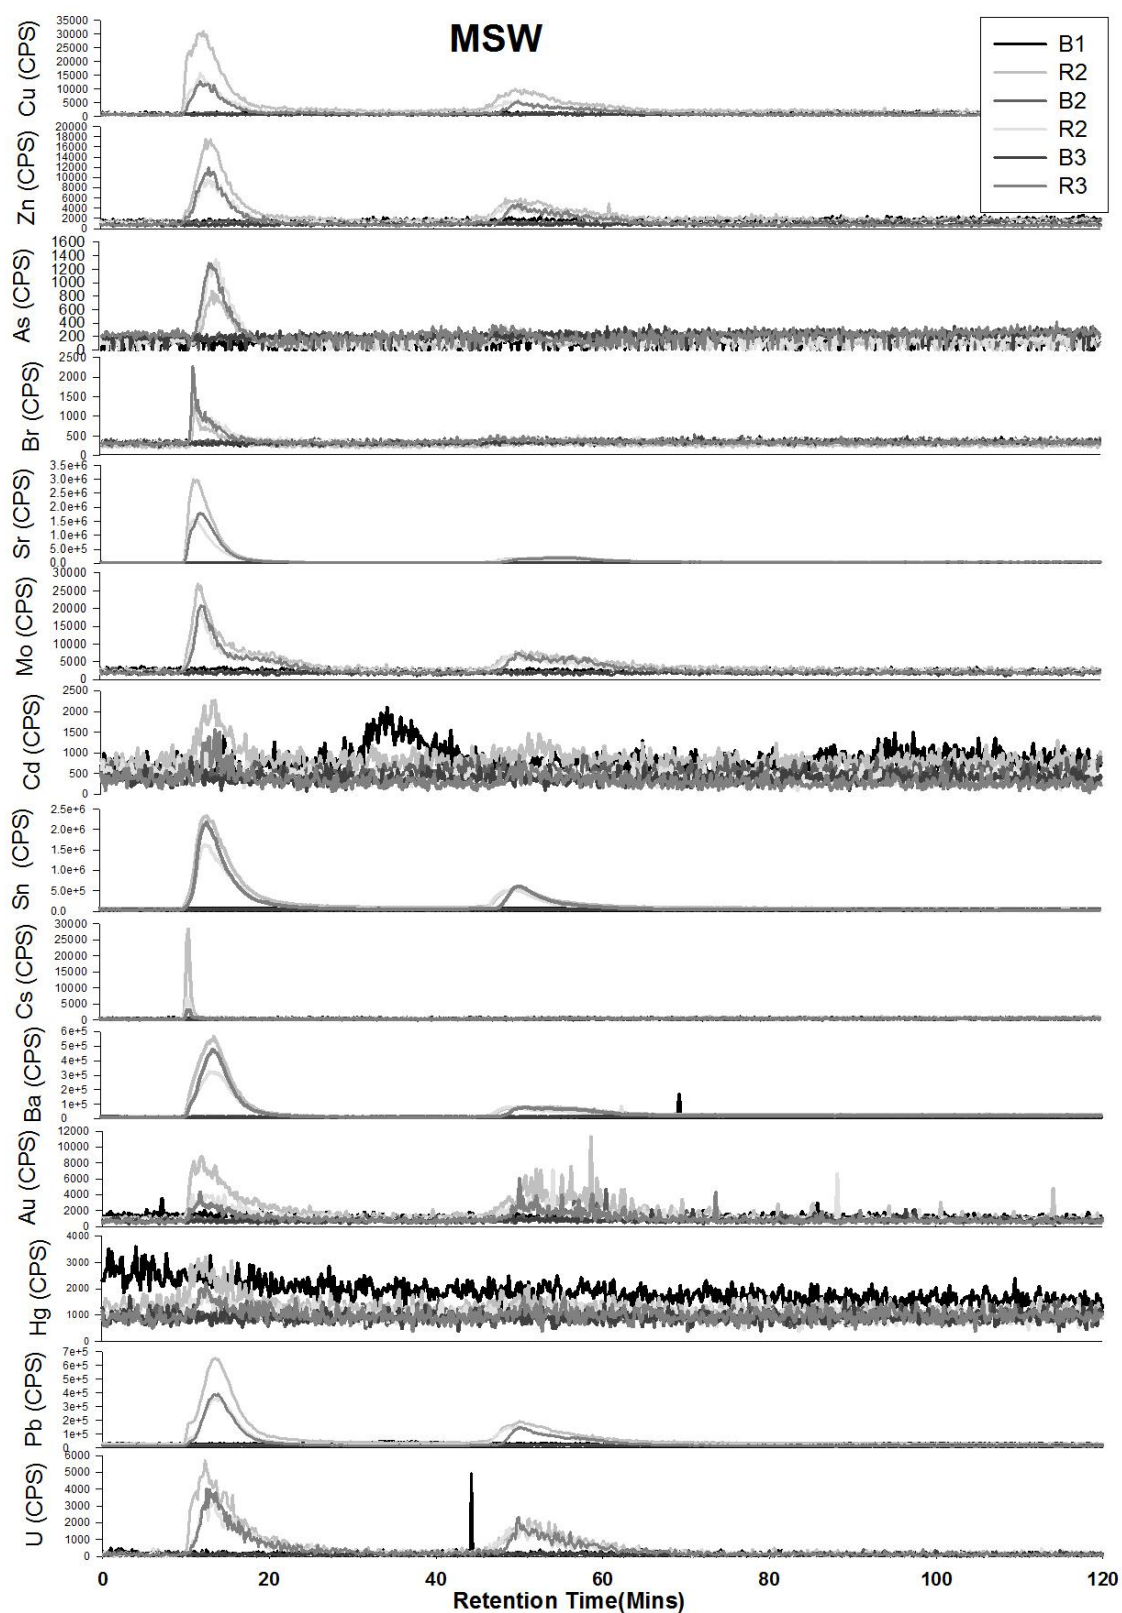 MSW
B1
R2
B2
R2
B3
R3
Cu (CPS)
35000
30000
25000
20000
15000
10000
5000
0
Zn (CPS)
20000
18000
16000
14000
12000
10000
8000
6000
4000
2000
0
As (CPS)
1600
1400
1200
1000
800
600
400
200
0
Br (CPS)
2500
2000
1500
1000
500
0
Sr (CPS)
3.5e+6
3.0e+6
2.5e+6
2.0e+6
1.5e+6
1.0e+6
5.0e+5
0.0
Mo (CPS)
30000
25000
20000
15000
10000
5000
0
Cd (CPS)
2500
2000
1500
1000
500
0
Sn (CPS)
2.5e+6
2.0e+6
1.5e+6
1.0e+6
5.0e+5
0.0
Cs (CPS)
30000
25000
20000
15000
10000
5000
0
Ba (CPS)
6e+5
5e+5
4e+5
3e+5
2e+5
1e+5
0
Au (CPS)
12000
10000
8000
6000
4000
2000
0
Hg (CPS)
4000
3000
2000
1000
0
Pb (CPS)
7e+5
6e+5
5e+5
4e+5
3e+5
2e+5
1e+5
0
U (CPS)
6000
5000
4000
3000
2000
1000
0
0 20 40 60 80 100 120
Retention Time(Mins)